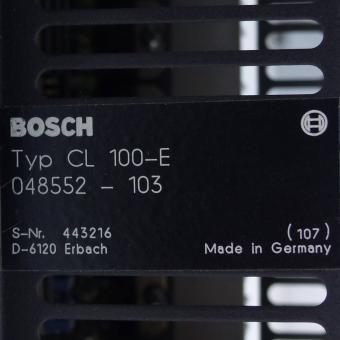 BOSCH
Typ CL 100-E
048552 - 103
S-Nr. 443216 (107)
D-6120 Erbach Made in Germany